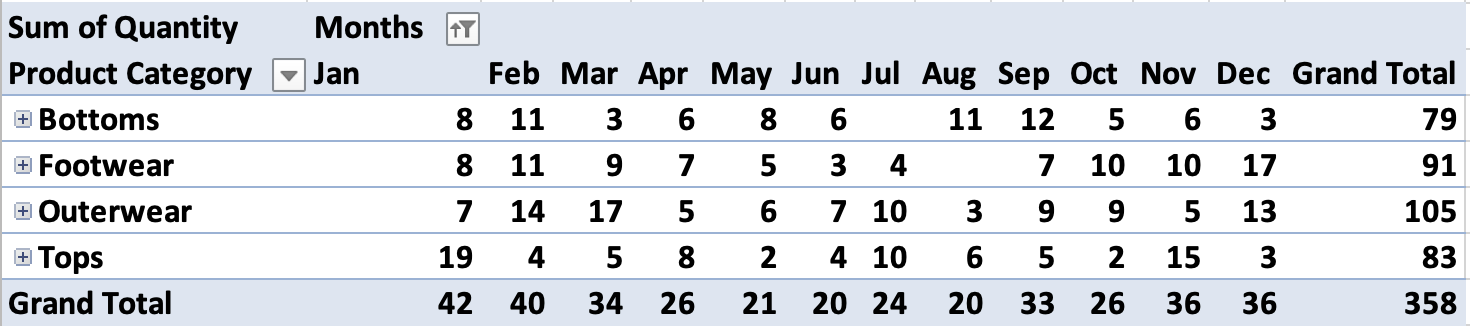 Sum of Quantity Months
Product Category Jan Feb Mar Apr May Jun Jul Aug Sep Oct Nov Dec Grand Total
Bottoms 8 11 3 6 8 6 11 12 5 6 3 79
Footwear 8 11 9 7 5 3 4 7 10 10 17 91
Outerwear 7 14 17 5 6 7 10 3 9 9 5 13 105
Tops 19 4 5 8 2 4 10 6 5 2 15 3 83
Grand Total 42 40 34 26 21 20 24 20 33 26 36 36 358